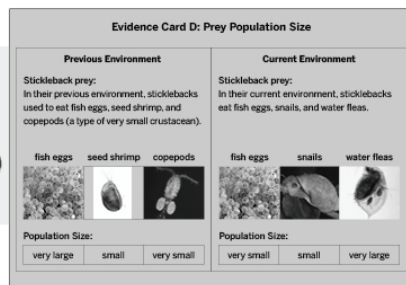 Evidence Card D: Prey Population Size
Previous Environment
Stickleback prey:
In their previous environment, sticklebacks
used to eat fish eggs, seed shrimp, and
copepods (a type of very small crustacean).
fish eggs seed shrimp copepods
Population Size:
very large small very small
Current Environment
Stickleback prey:
In their current environment, sticklebacks
eat fish eggs, snails, and water fleas.
fish eggs snails water fleas
Population Size:
very small small very large